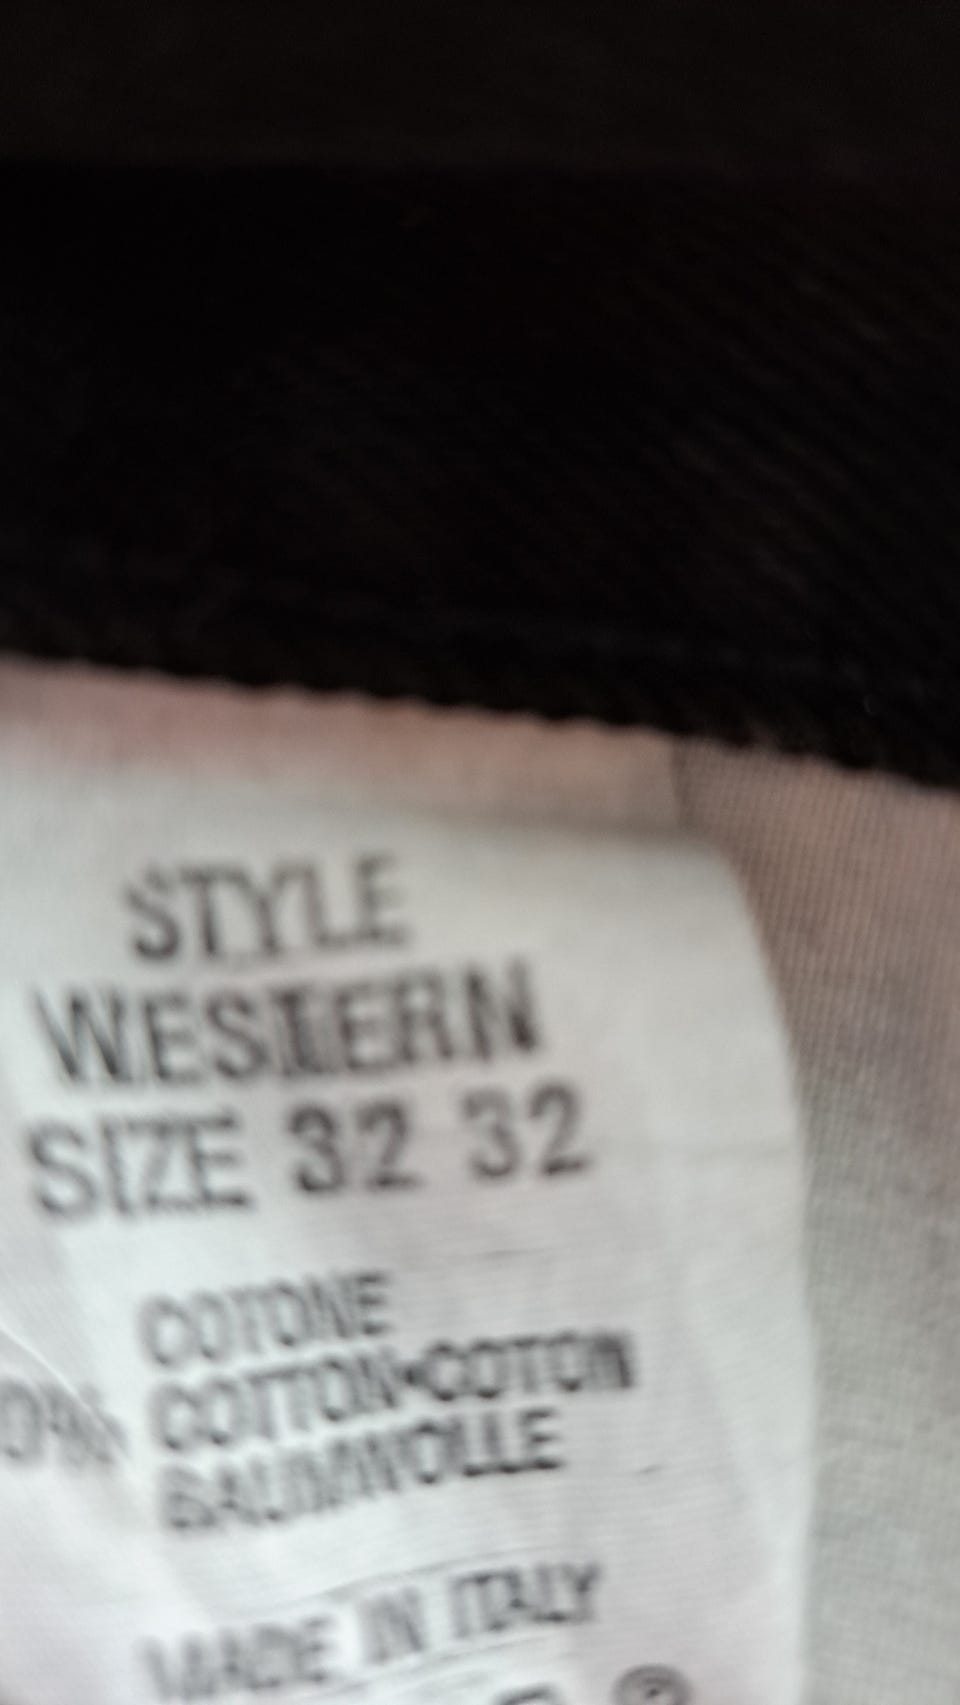 STYLE
WESTERN
SIZE 32 32
COTONE
COTTON•COTON
BAUMWOLLE
MADE IN ITALY